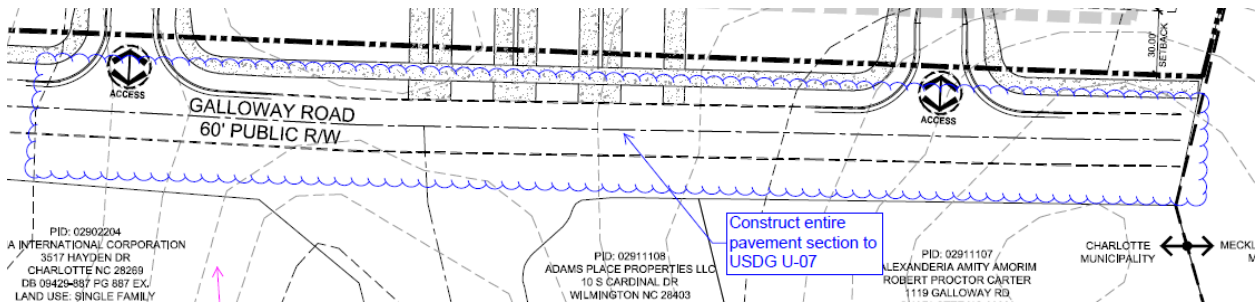 30.00'
SETBACK
ACCESS
GALLOWAY ROAD
60' PUBLIC R/W
ACCESS
Construct entire
pavement section to
USDG U-07
PID: 02902204
A INTERNATIONAL CORPORATION
3517 HAYDEN DR
CHARLOTTE NC 28269
DB 09429-887 PG 887 EX.
LAND USE: SINGLE FAMILY
PID: 02911108
ADAMS PLACE PROPERTIES LLC
10 S CARDINAL DR
WILMINGTON NC 28403
PID: 02911107
ALEXANDERIA AMITY AMORIM
ROBERT PROCTOR CARTER
1119 GALLOWAY RD
CHARLOTTE
MUNICIPALITY
MECKL
M